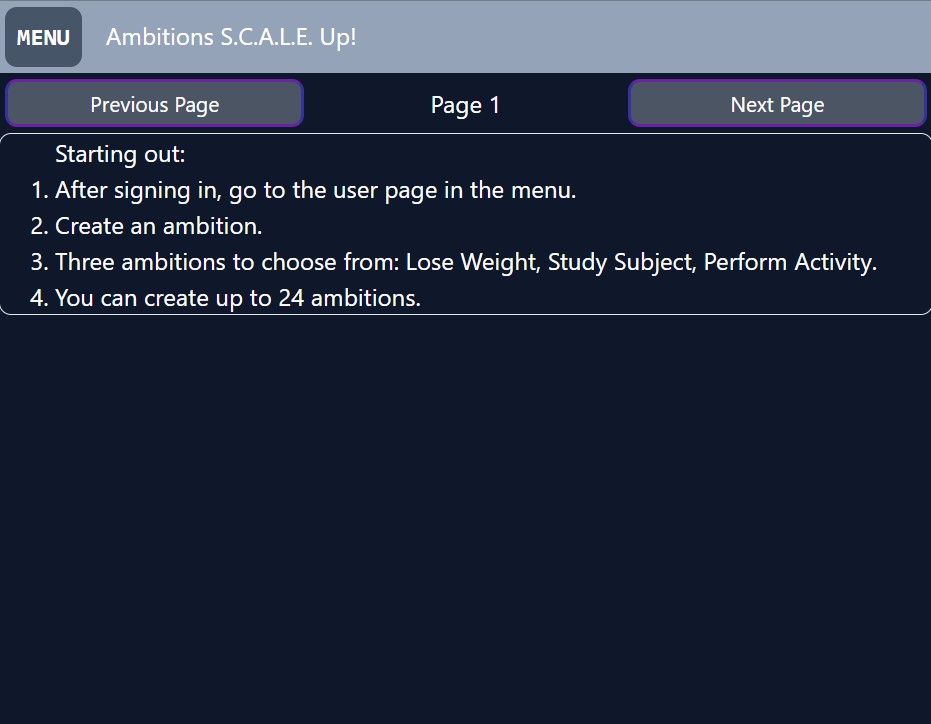 MENU
Ambitions S.C.A.L.E. Up!
Previous Page
Page 1
Next Page
Starting out:
1. After signing in, go to the user page in the menu.
2. Create an ambition.
3. Three ambitions to choose from: Lose Weight, Study Subject, Perform Activity.
4. You can create up to 24 ambitions.